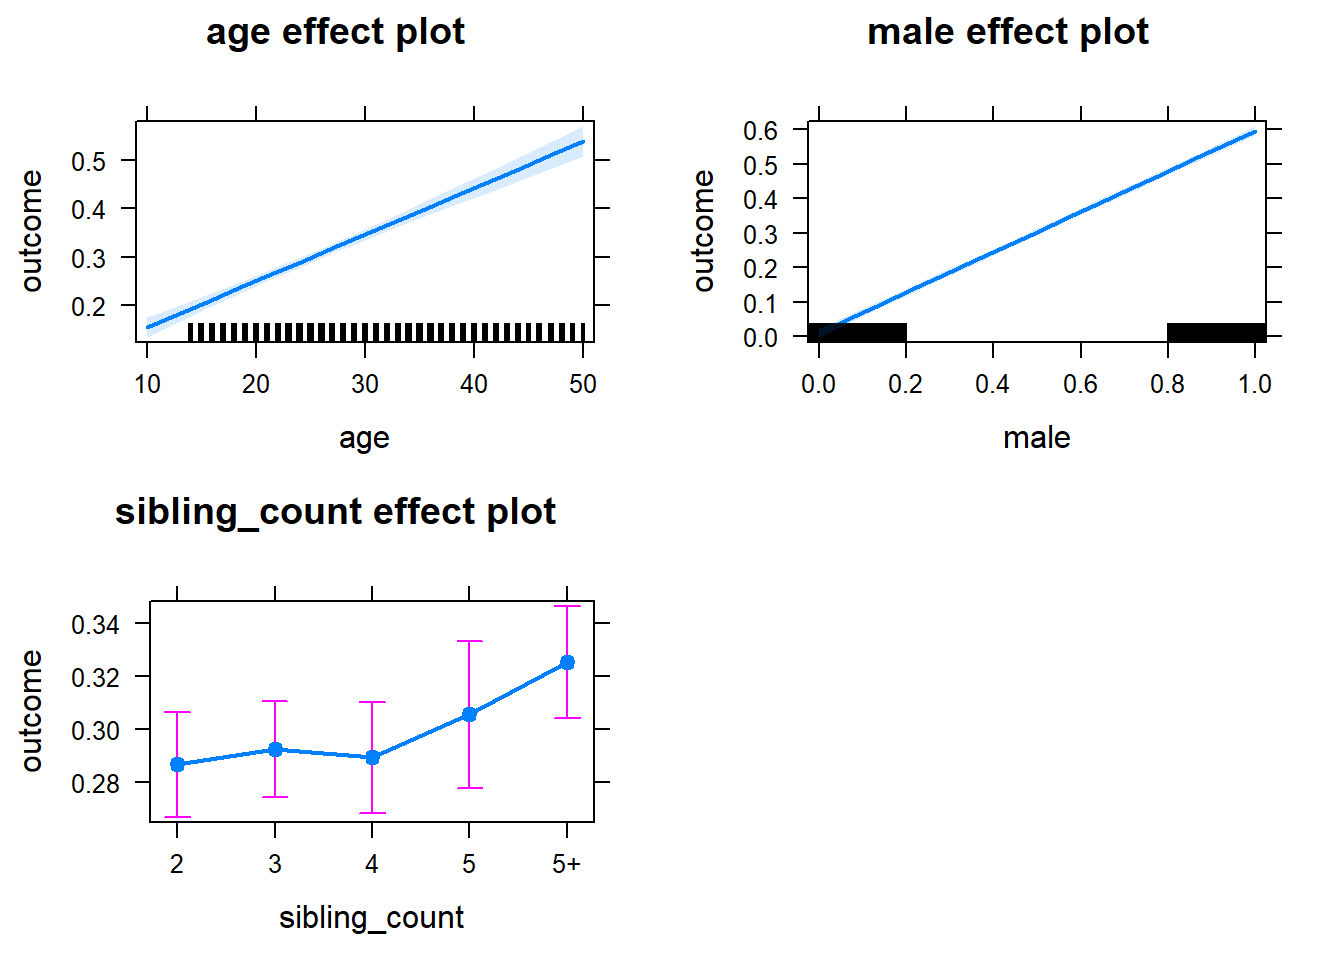 age effect plot
outcome
0.5
0.4
0.3
0.2
10 20 30 40 50
age
male effect plot
outcome
0.6
0.5
0.4
0.3
0.2
0.1
0.0
0.0 0.2 0.4 0.6 0.8 1.0
male
sibling_count effect plot
outcome
0.34
0.32
0.30
0.28
2 3 4 5 5+
sibling_count